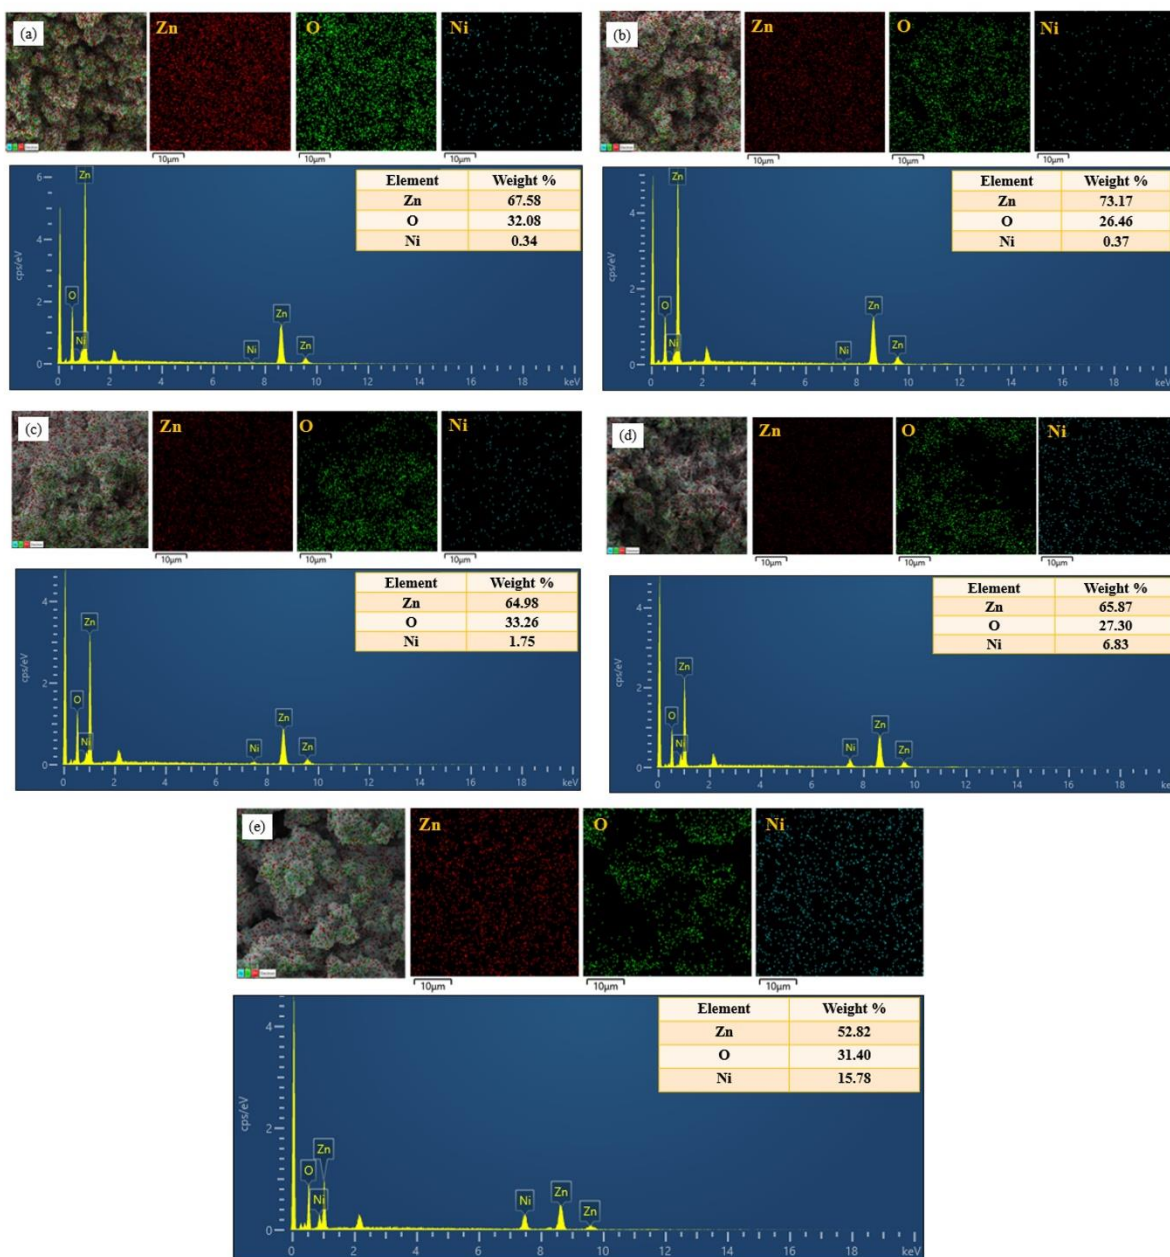 (a)
Zn
O
Ni
10μm
10μm
10μm
Element Weight %
Zn 67.58
O 32.08
Ni 0.34
cps/eV
6
4
2
0
Zn
O
Ni
Ni
Zn
Zn
0 2 4 6 8 10 12 14 16 18 keV
(b)
Zn
O
Ni
10μm
10μm
10μm
Element Weight %
Zn 73.17
O 26.46
Ni 0.37
cps/eV
4
2
0
Zn
O
Ni
Ni
Zn
Zn
0 2 4 6 8 10 12 14 16 18 keV
(c)
Zn
O
Ni
10μm
10μm
10μm
Element Weight %
Zn 64.98
O 33.26
Ni 1.75
cps/eV
4
2
0
Zn
O
Ni
Ni
Zn
Zn
0 2 4 6 8 10 12 14 16 18 keV
(d)
Zn
O
Ni
10μm
10μm
10μm
Element Weight %
Zn 65.87
O 27.30
Ni 6.83
cps/eV
4
2
0
Zn
O
Ni
Ni
Zn
Zn
0 2 4 6 8 10 12 14 16 18 keV
(e)
Zn
O
Ni
10μm
10μm
10μm
Element Weight %
Zn 52.82
O 31.40
Ni 15.78
cps/eV
4
2
0
Zn
O
Ni
Ni
Zn
Zn
0 2 4 6 8 10 12 14 16 18 keV